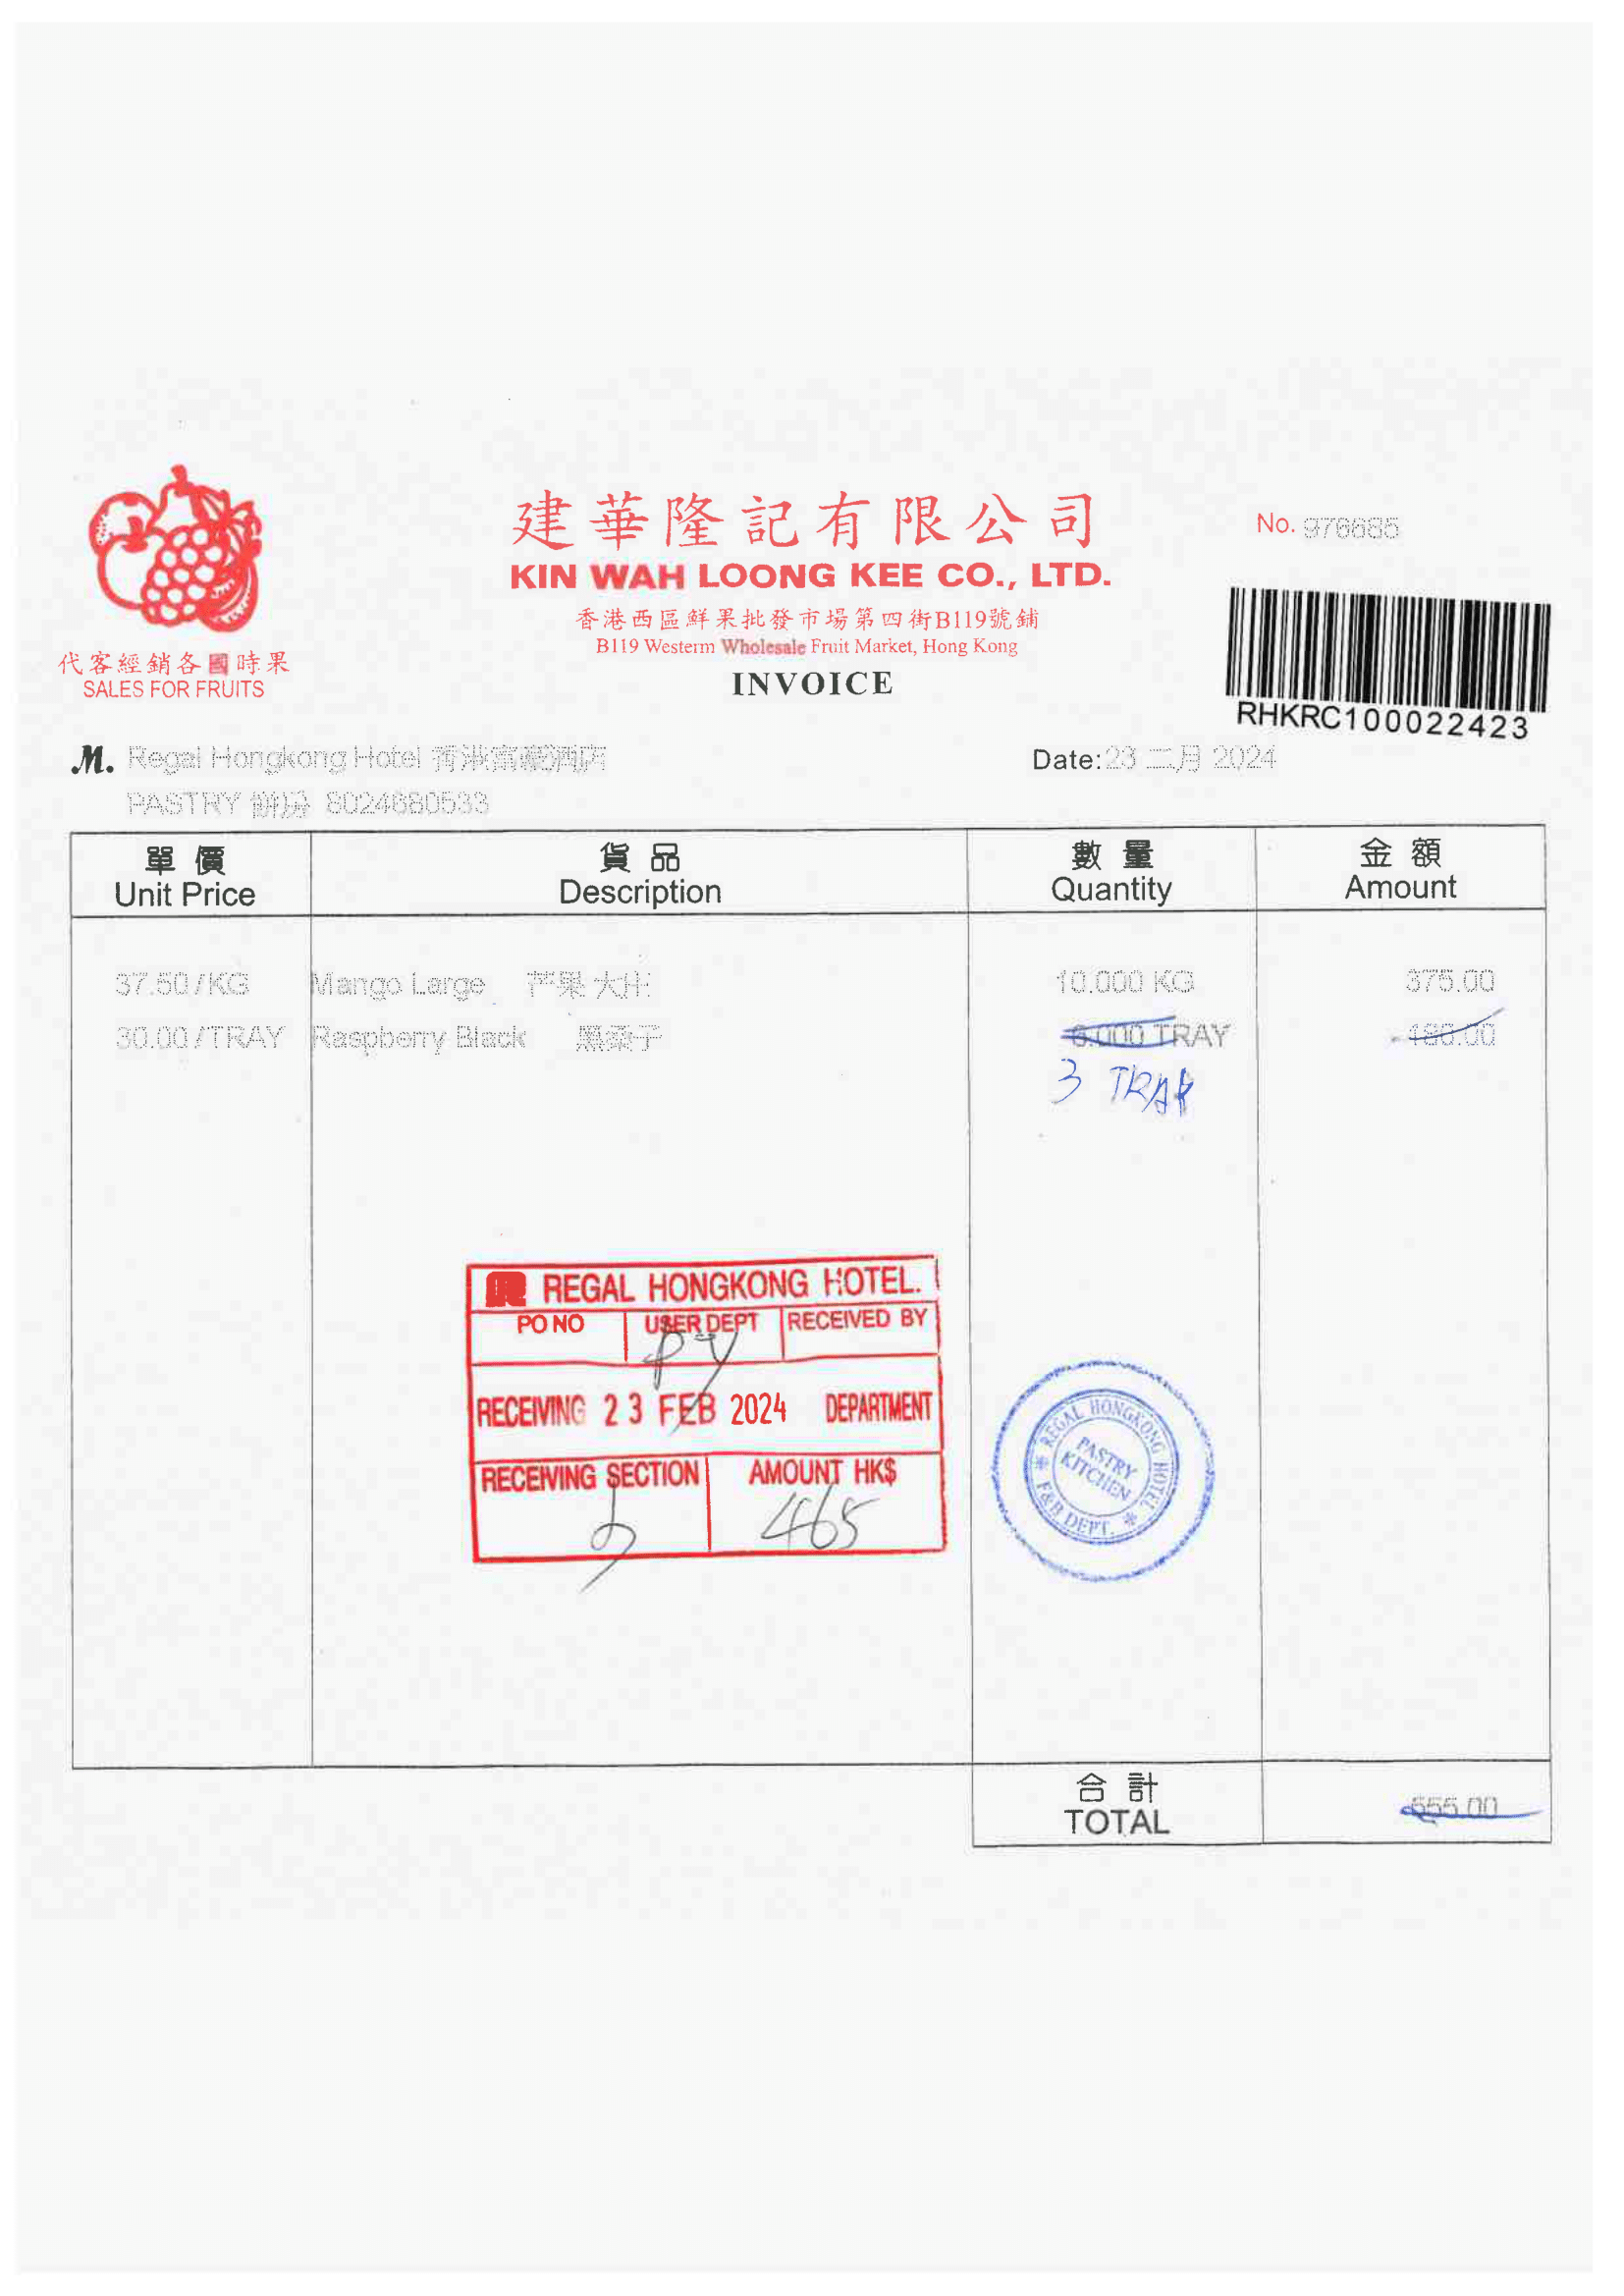 建華隆記有限公司
KIN WAH LOONG KEE CO., LTD.
香港西區鮮果批發市場第四街B119號鋪
B119 Westerm Wholesale Fruit Market, Hong Kong
INVOICE
代客經銷各國時果
SALES FOR FRUITS
No. 976685
RHKRC100022423
M. Regal Hongkong Hotel 香港富豪酒店
Date: 23 二月 2024
PASTRY 餅房 8024680533
單價 貨品 數量 金額
Unit Price Description Quantity Amount
37.50/KG Mango Large 芒果 大 10.000 KG 375.00
30.00/TRAY Raspberry Black 黑桑子 6.000 TRAY 180.00
3 TRAY
REGAL HONGKONG HOTEL.
PO NO USER DEPT RECEIVED BY
PY
RECEIVING 23 FEB 2024 DEPARTMENT
RECEIVING SECTION AMOUNT HK$
465
REGAL HONGKONG HOTEL
PASTRY
KITCHEN
F&B DEPT.
合計
TOTAL 555.00